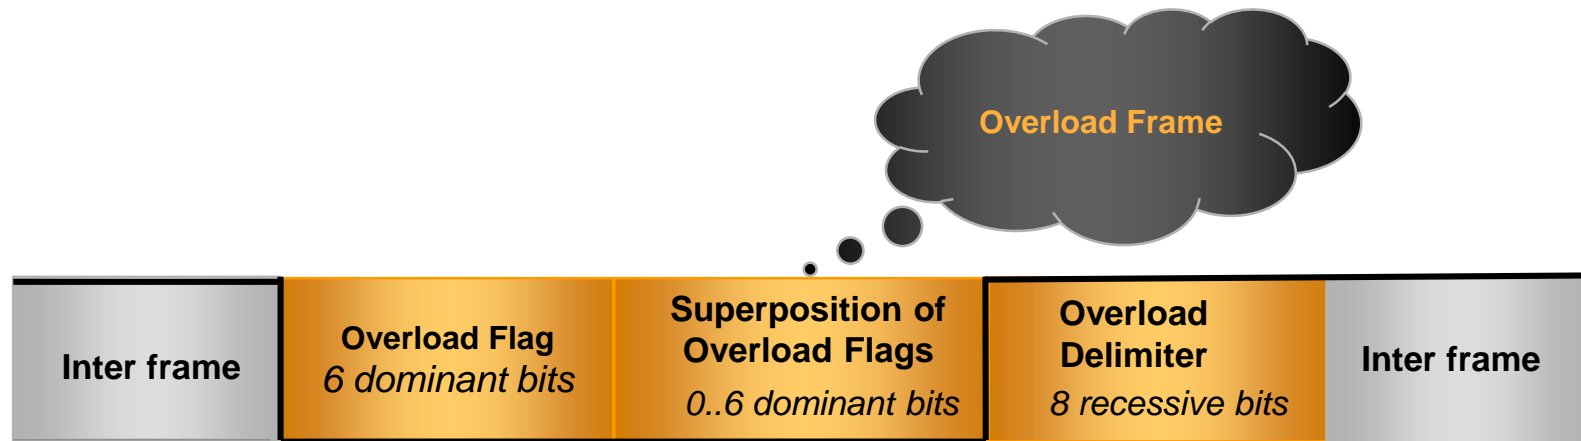 Overload Frame
Inter frame
Overload Flag
6 dominant bits
Superposition of
Overload Flags
0..6 dominant bits
Overload
Delimiter
8 recessive bits
Inter frame